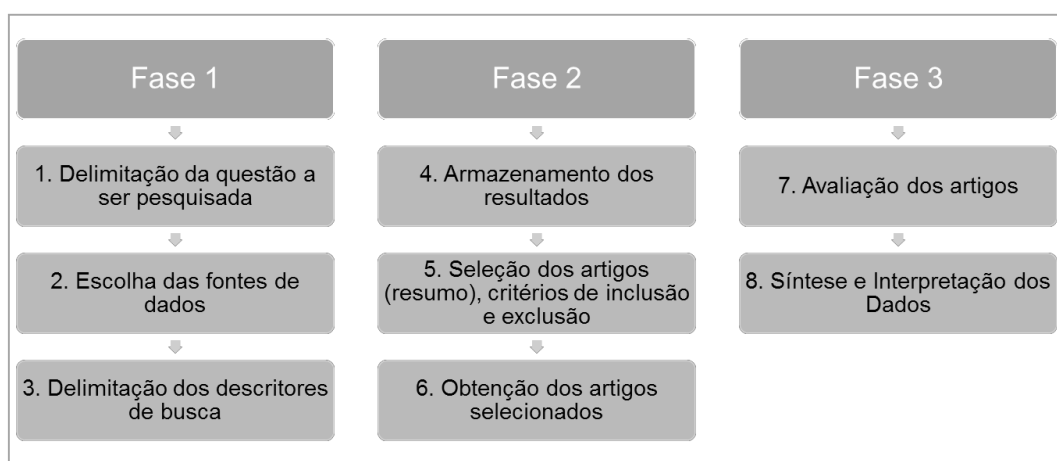 Fase 1
1. Delimitação da questão a
ser pesquisada
2. Escolha das fontes de
dados
3. Delimitação dos descritores
de busca
Fase 2
4. Armazenamento dos
resultados
5. Seleção dos artigos
(resumo), critérios de inclusão
e exclusão
6. Obtenção dos artigos
selecionados
Fase 3
7. Avaliação dos artigos
8. Síntese e Interpretação dos
Dados